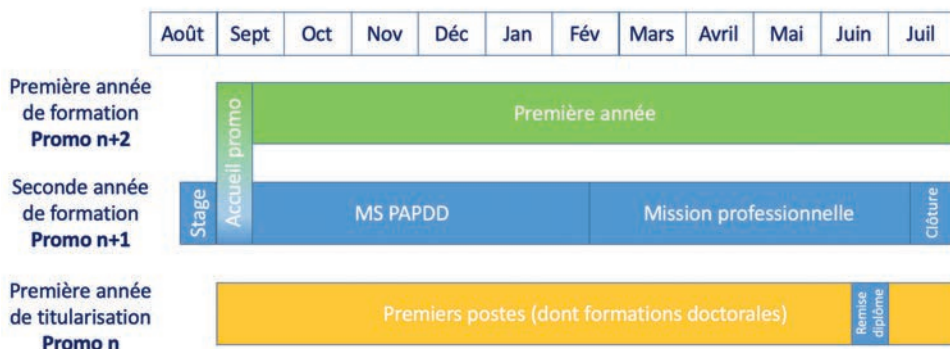 Août Sept Oct Nov Déc Jan Fév Mars Avril Mai Juin Juil
Première année
de formation
Promo n+2
Accueil promo
Première année
Seconde année
de formation
Promo n+1
Stage
MS PAPDD
Mission professionnelle
Clôture
Première année
de titularisation
Promo n
Premiers postes (dont formations doctorales)
Remise
diplôme